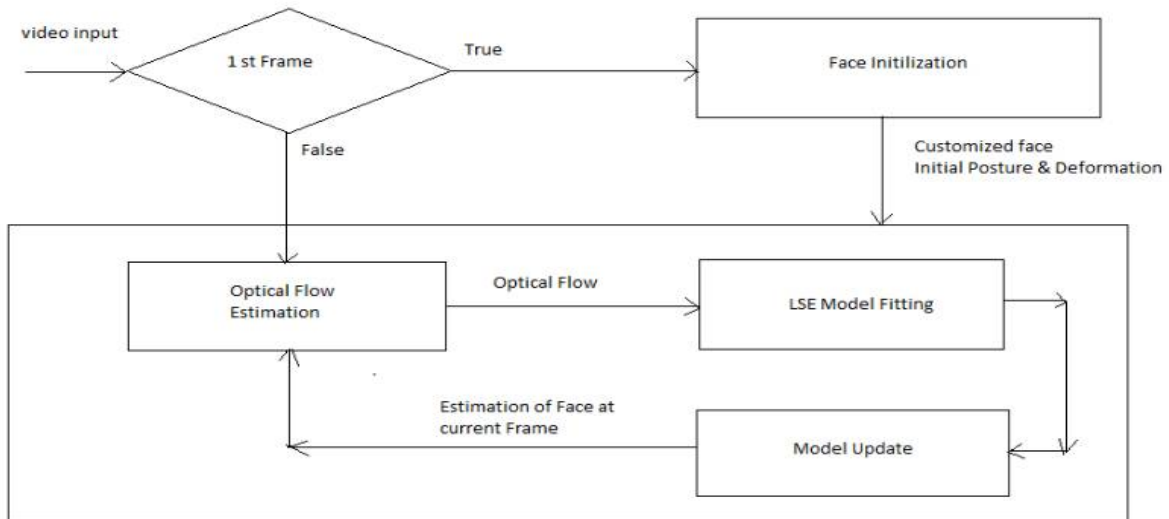 video input
1 st Frame
True
Face Initilization
False
Customized face
Initial Posture & Deformation
Optical Flow
Estimation
Optical Flow
LSE Model Fitting
Estimation of Face at
current Frame
Model Update